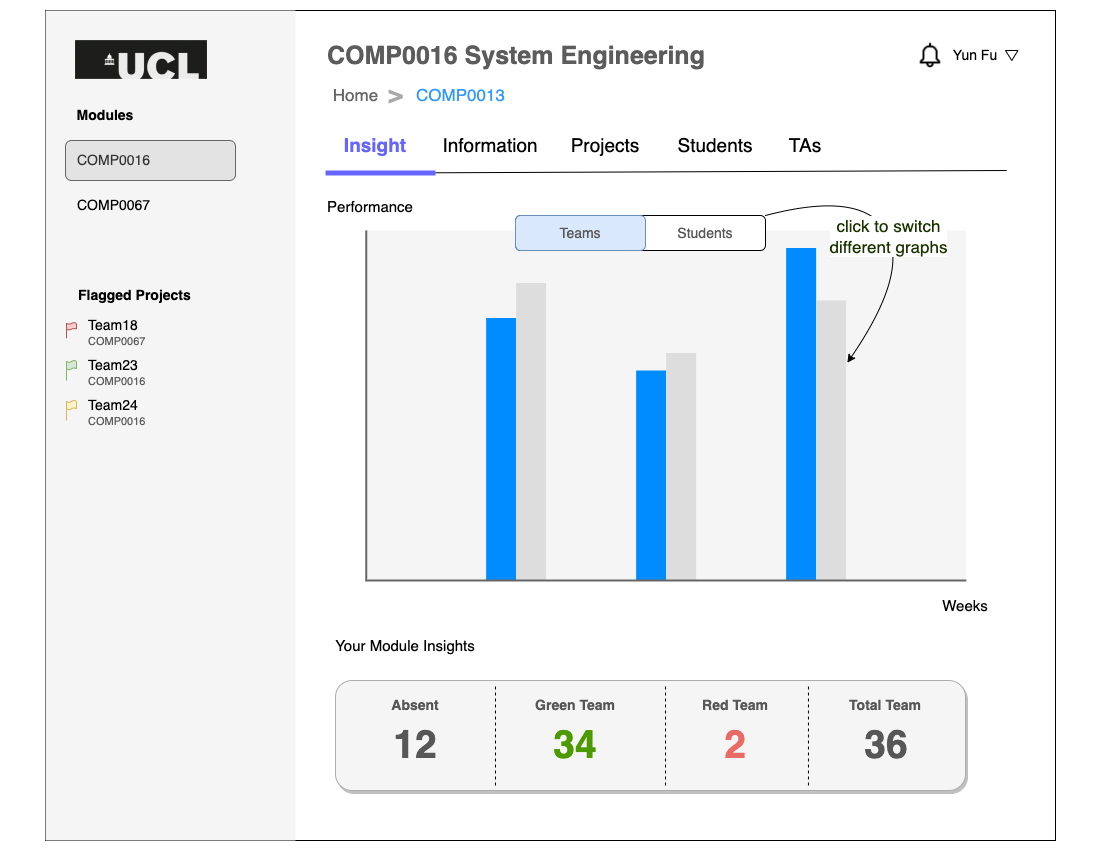 UCL
Modules
COMP0016
COMP0067
Flagged Projects
Team18
COMP0067
Team23
COMP0016
Team24
COMP0016
COMP0016 System Engineering
Yun Fu
Home > COMP0013
Insight Information Projects Students TAs
Performance
Teams Students
click to switch
different graphs
Weeks
Your Module Insights
Absent Green Team Red Team Total Team
12 34 2 36